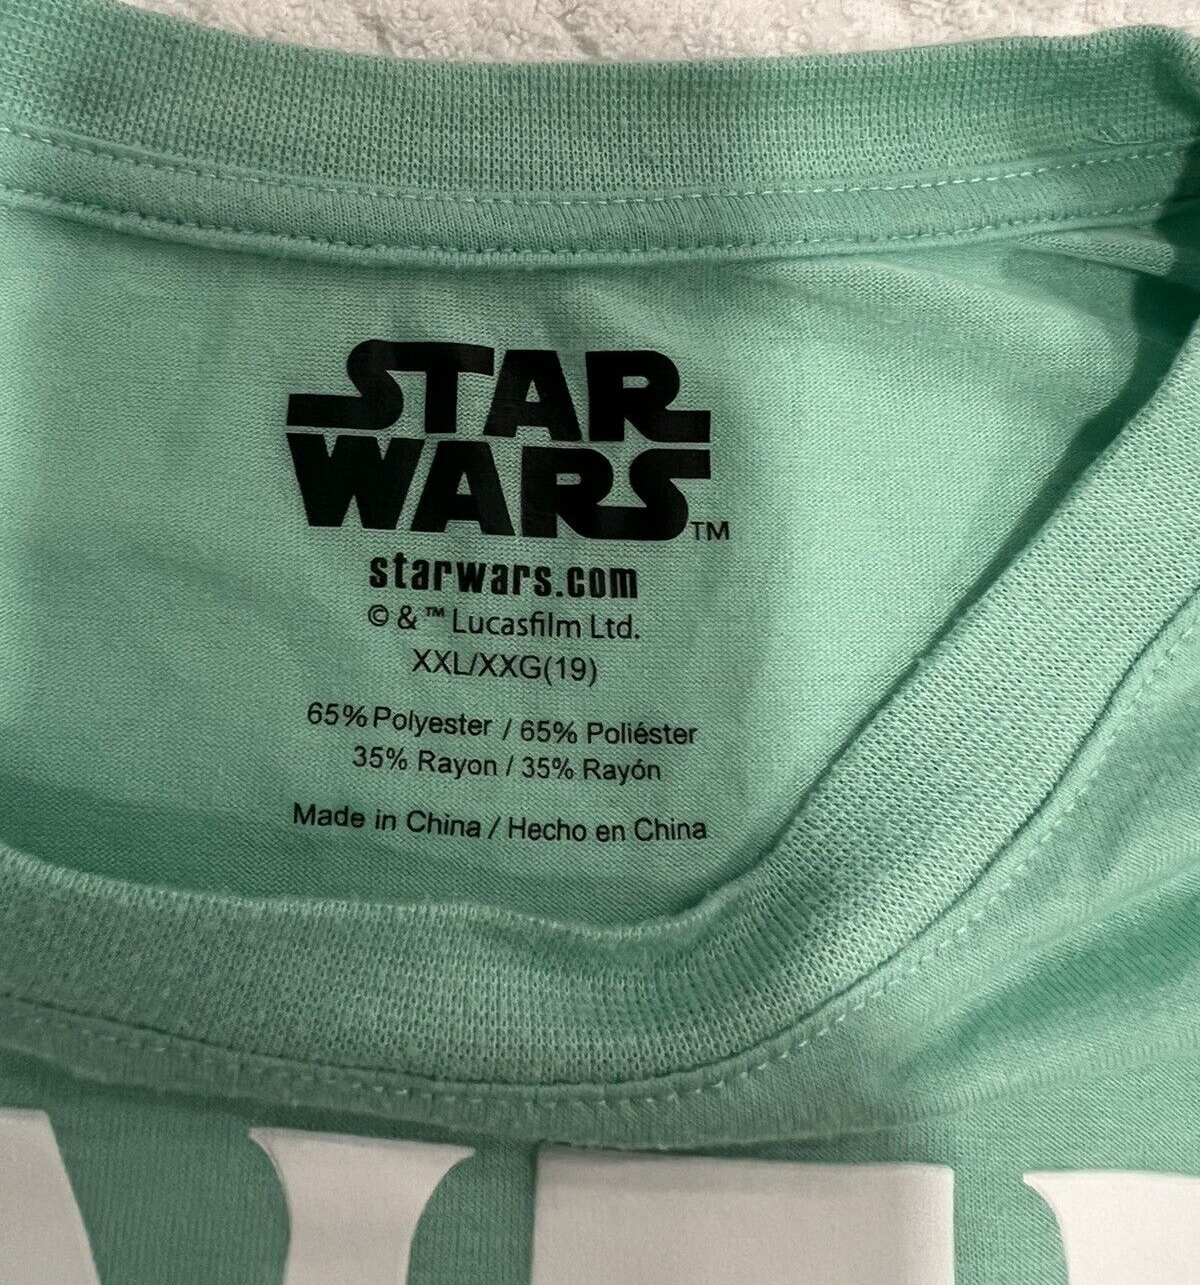 STAR
WARS™
starwars.com
© & ™ Lucasfilm Ltd.
XXL/XXG(19)
65% Polyester / 65% Poliéster
35% Rayon / 35% Rayón
Made in China / Hecho en China